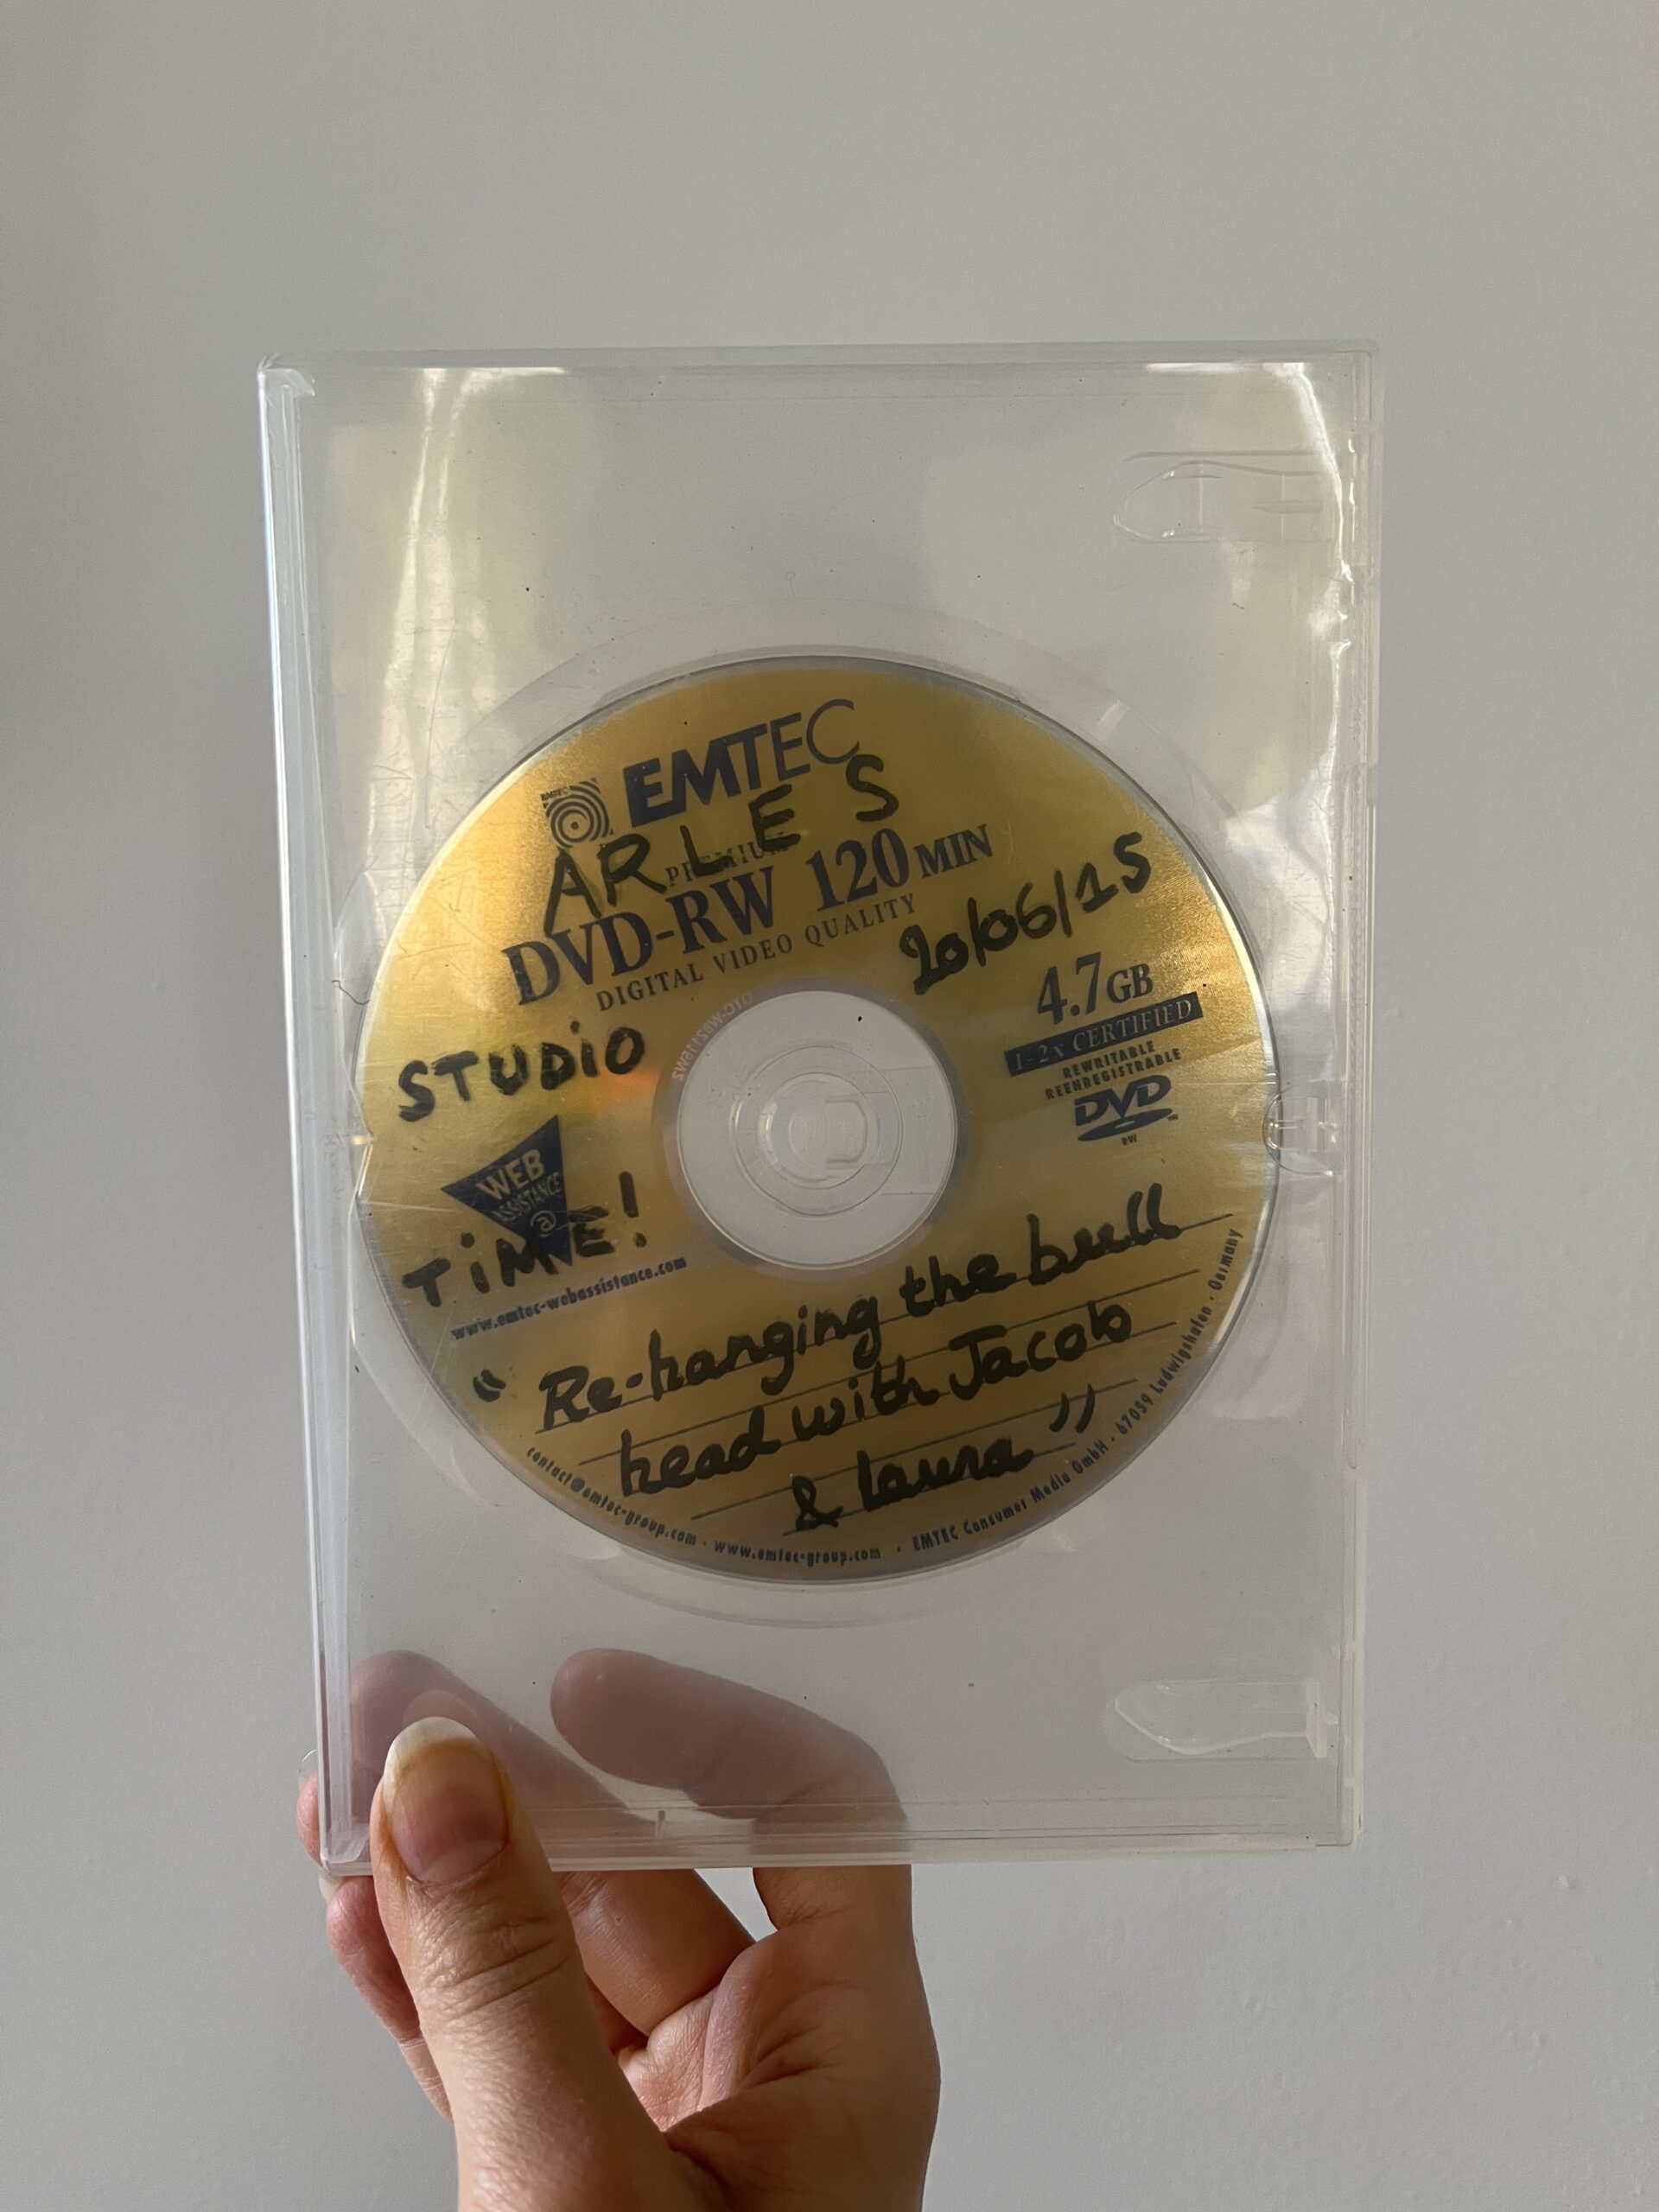 EMTEC
EMTEC
ARLES
PREMIUM
DVD-RW 120 MIN
DIGITAL VIDEO QUALITY
20/06/15
4.7GB
1-2x CERTIFIED
REWRITABLE
REENREGISTRABLE
DVD
RW
STUDiO
WEB
ASSISTANCE
@
TiME!
www.emtec-webassistance.com
" Re-hanging the bull
head with Jacob
& Laura "
contact@emtec-group.com · www.emtec-group.com · EMTEC Consumer Media GmbH · 67059 Ludwigshafen · Germany